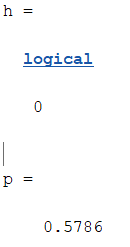 h =
logical
0
p =
0.5786